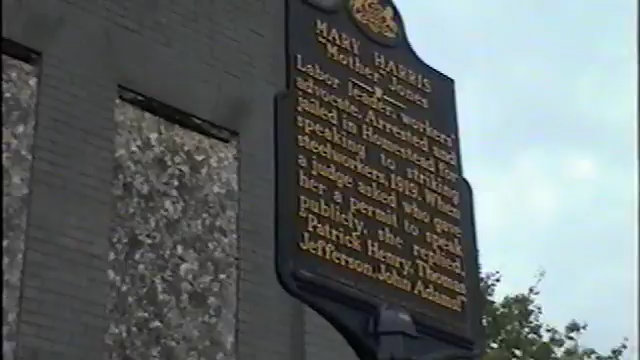 MARY HARRIS
"Mother" Jones
Labor leader, workers'
advocate. Arrested and
jailed in Homestead for
speaking to striking
steelworkers, 1919. When
a judge asked who gave
her a permit to speak
publicly, she replied,
"Patrick Henry, Thomas
Jefferson, John Adams!"